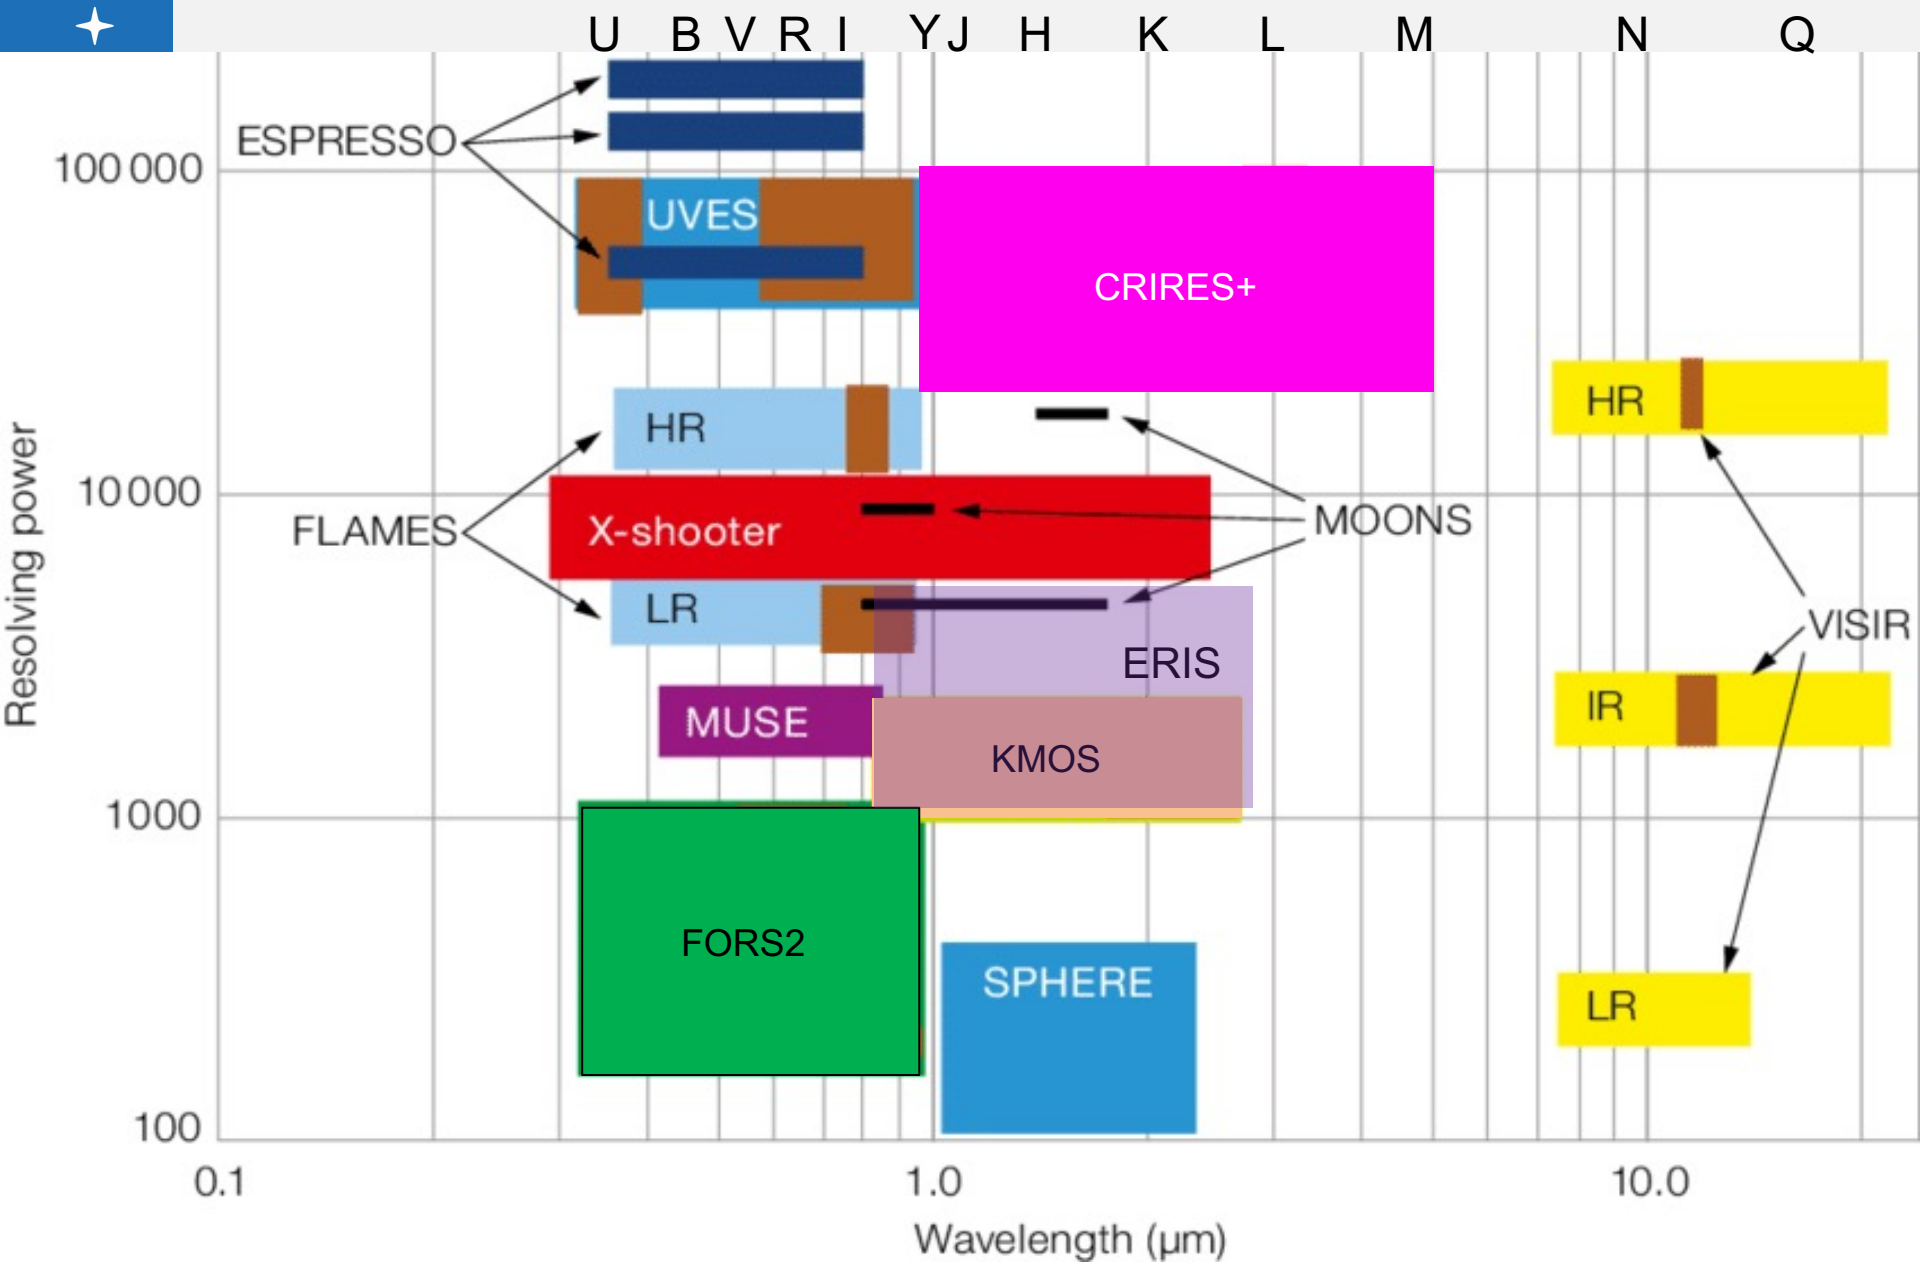 U B V R I Y J H K L M N Q
ESPRESSO
100 000
UVES
CRIRES+
HR
HR
10 000
X-shooter
FLAMES
MOONS
LR
ERIS
VISIR
MUSE
IR
KMOS
1000
FORS2
SPHERE
LR
100
0.1 1.0 10.0
Wavelength (µm)
Resolving power